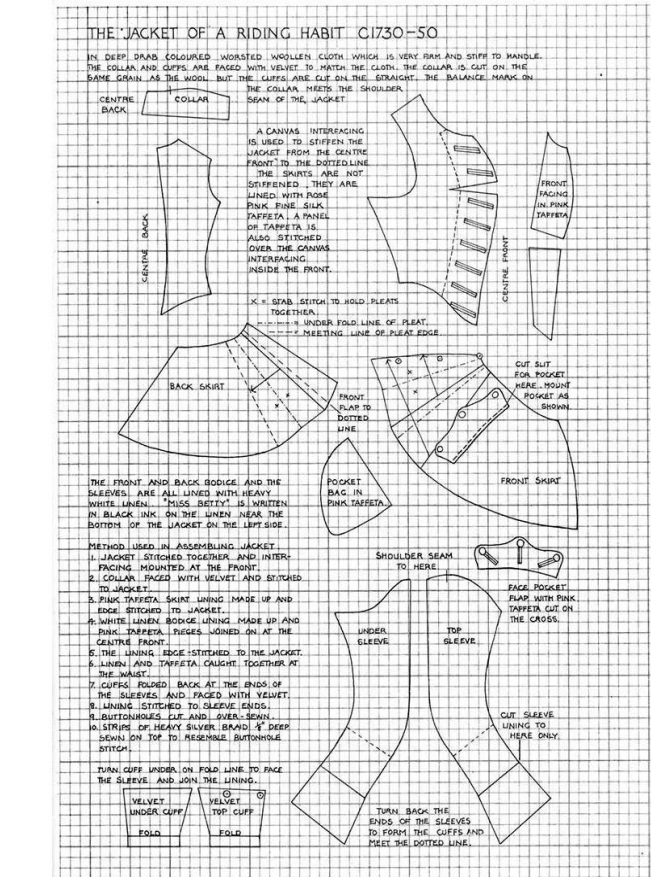 THE 'JACKET OF' A RIDING HABIT C1730-50
IN DEEP DRAB COLOURED WORSTED WOOLLEN CLOTH WHICH IS VERY FIRM AND STIFF TO HANDLE.
THE COLLAR AND CUFFS ARE FACED WITH VELVET TO MATCH THE CLOTH. THE COLLAR IS CUT ON THE
SAME GRAIN AS THE WOOL BUT THE CUFFS ARE CUT ON THE STRAIGHT. THE BALANCE MARK ON
THE COLLAR MEETS THE SHOULDER
SEAM OF THE JACKET
CENTRE
BACK
COLLAR
A CANVAS INTERFACING
IS USED TO STIFFEN THE
JACKET FROM THE CENTRE
FRONT TO THE DOTTED LINE
THE SKIRTS ARE NOT
STIFFENED, THEY ARE
LINED WITH ROSE
PINK FINE SILK
TAFFETA. A PANEL
OF TAFFETA IS
ALSO STITCHED
OVER THE CANVAS
INTERFACING
INSIDE THE FRONT.
CENTRE BACK
CENTRE FRONT
FRONT
FACING
IN PINK
TAFFETA
X = STAB STITCH TO HOLD PLEATS
TOGETHER
= UNDER FOLD LINE OF PLEAT
= MEETING LINE OF PLEAT EDGE.
BACK SKIRT
FRONT
FLAP TO
DOTTED
LINE
CUT SLIT
FOR POCKET
HERE. MOUNT
POCKET AS
SHOWN.
FRONT SKIRT
POCKET
BAG IN
PINK TAFFETA
THE FRONT AND BACK BODICE AND THE
SLEEVES ARE ALL LINED WITH HEAVY
WHITE LINEN. "MISS BETTY" IS WRITTEN
IN BLACK INK ON THE LINEN NEAR THE
BOTTOM OF THE JACKET ON THE LEFT SIDE.
METHOD USED IN ASSEMBLING JACKET
1. JACKET STITCHED TOGETHER AND INTER-
FACING MOUNTED AT THE FRONT.
2. COLLAR FACED WITH VELVET AND STITCHED
TO JACKET.
3. PINK TAFFETA SKIRT LINING MADE UP AND
EDGE STITCHED TO JACKET.
4. WHITE LINEN BODICE LINING MADE UP AND
PINK TAFFETA PIECES JOINED ON AT THE
CENTRE FRONT.
5. THE LINING EDGE-STITCHED TO THE JACKET.
6. LINEN AND TAFFETA CAUGHT TOGETHER AT
THE WAIST.
7. CUFFS FOLDED BACK AT THE ENDS OF
THE SLEEVES AND FACED WITH VELVET.
8. LINING STITCHED TO SLEEVE ENDS.
9. BUTTONHOLES CUT AND OVER-SEWN.
10. STRIPS OF HEAVY SILVER BRAID DEEP
SEWN ON TOP TO RESEMBLE BUTTONHOLE
STITCH.
TURN CUFF UNDER ON FOLD LINE TO FACE
THE SLEEVE AND JOIN THE LINING.
VELVET
UNDER CUFF
FOLD
VELVET
TOP CUFF
FOLD
SHOULDER SEAM
TO HERE
FACE POCKET
FLAP WITH PINK
TAFFETA CUT ON
THE CROSS.
UNDER
SLEEVE
TOP
SLEEVE
CUT SLEEVE
LINING TO
HERE ONLY
TURN BACK THE
ENDS OF THE SLEEVES
TO FORM THE CUFFS AND
MEET THE DOTTED LINE.